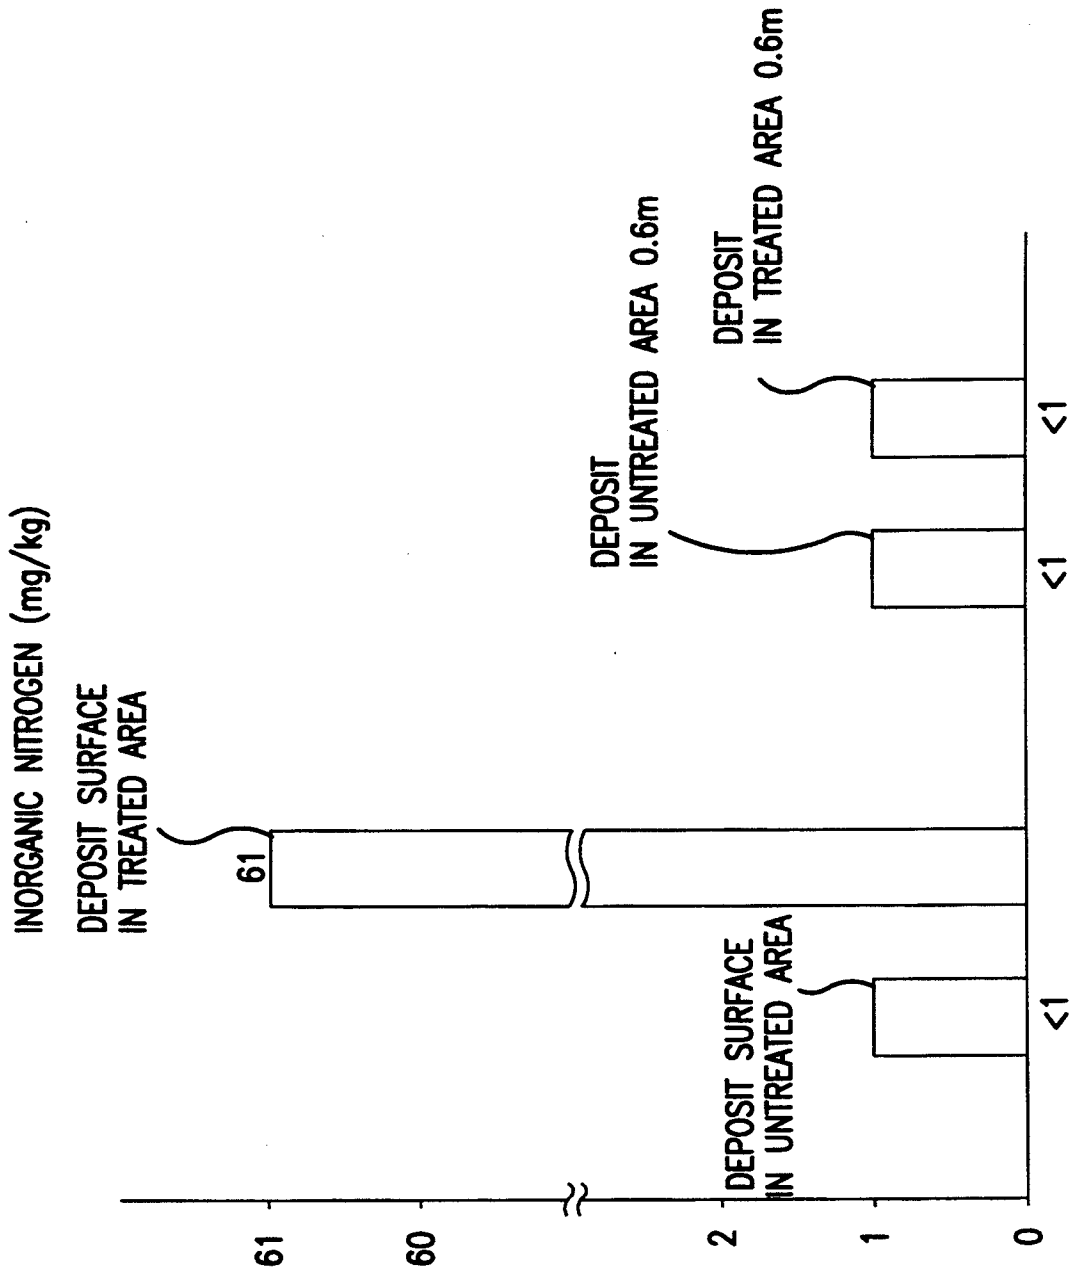 INORGANIC NITROGEN (mg/kg)
DEPOSIT SURFACE
IN TREATED AREA
61
DEPOSIT SURFACE
IN UNTREATED AREA
DEPOSIT
IN UNTREATED AREA 0.6m
DEPOSIT
IN TREATED AREA 0.6m
61
60
2
1
0
<1
<1
<1